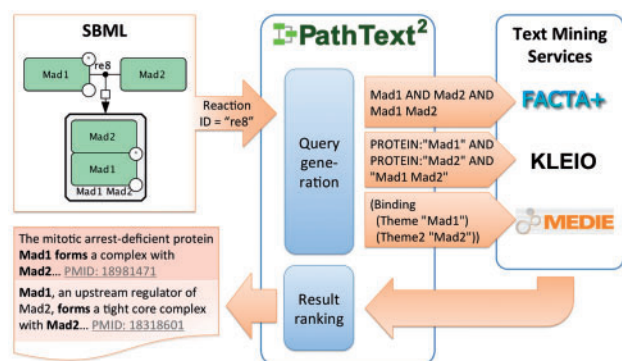 SBML
Mad1
re8
Mad2
Mad2
Mad1
Mad1 Mad2
Reaction
ID = "re8"
PathText2
Query
gene-
ration
Mad1 AND Mad2 AND
Mad1 Mad2
PROTEIN:"Mad1" AND
PROTEIN:"Mad2" AND
"Mad1 Mad2"
(Binding
(Theme "Mad1")
(Theme2 "Mad2"))
Text Mining
Services
FACTA+
KLEIO
MEDIE
Result
ranking
The mitotic arrest-deficient protein
Mad1 forms a complex with
Mad2... PMID: 18981471
Mad1, an upstream regulator of
Mad2, forms a tight core complex
with Mad2... PMID: 18318601